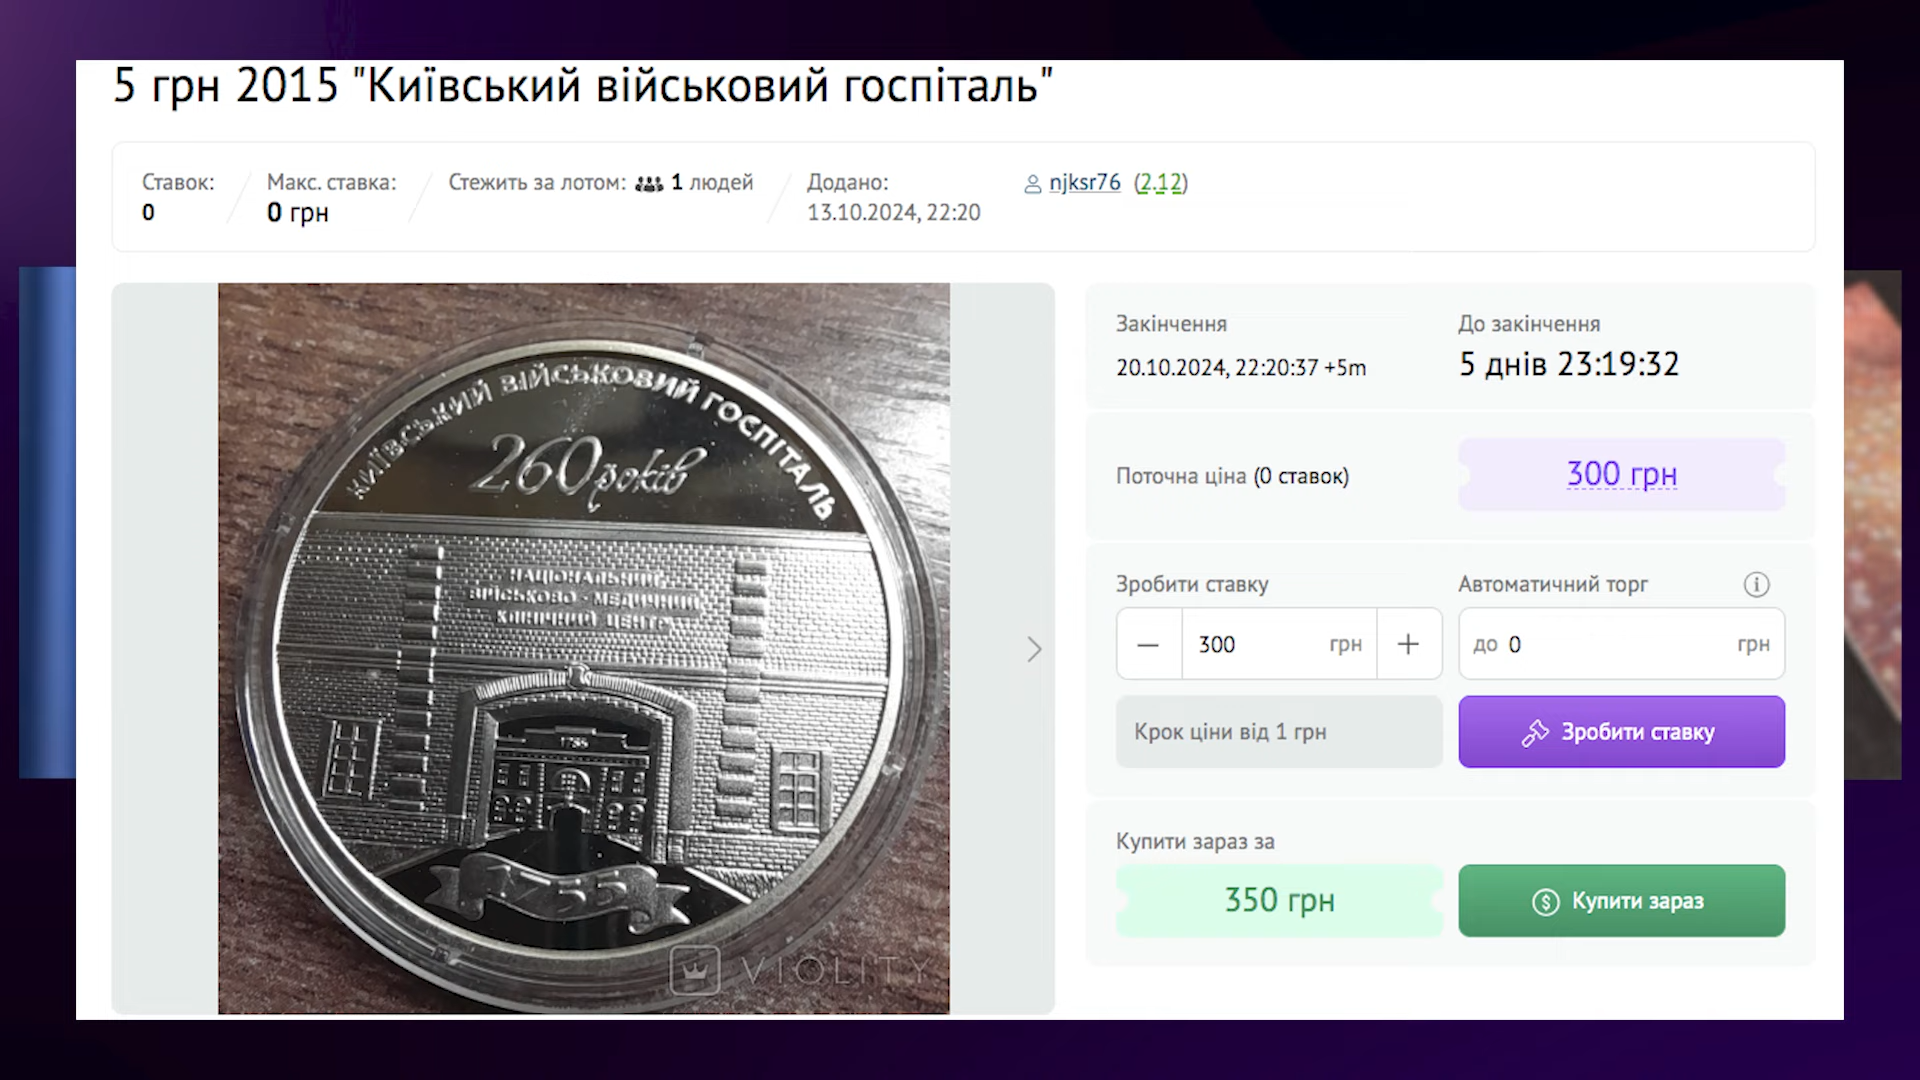 5 грн 2015 "Київський військовий госпіталь"
Ставок:
0
Макс. ставка:
0 грн
Стежить за лотом: 1 людей
Додано:
13.10.2024, 22:20
njksr76 (2.12)
КИЇВСЬКИЙ ВІЙСЬКОВИЙ ГОСПІТАЛЬ
260 років
НАЦІОНАЛЬНИЙ
ВІЙСЬКОВО-МЕДИЧНИЙ
КЛІНІЧНИЙ ЦЕНТР
1755
1755
VIOLITY
Закінчення
20.10.2024, 22:20:37 +5m
До закінчення
5 днів 23:19:32
Поточна ціна (0 ставок)
300 грн
Зробити ставку
300 грн
Автоматичний торг
до 0 грн
Крок ціни від 1 грн
Зробити ставку
Купити зараз за
350 грн
Купити зараз